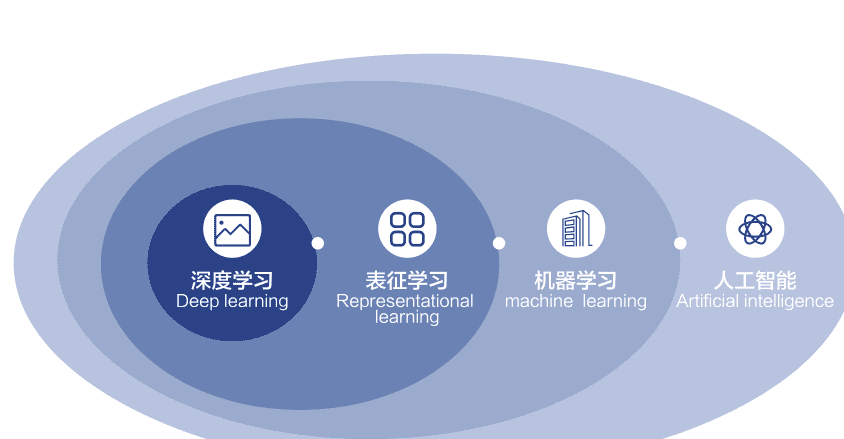 深度学习
Deep learning
表征学习
Representational
learning
机器学习
machine learning
人工智能
Artificial intelligence